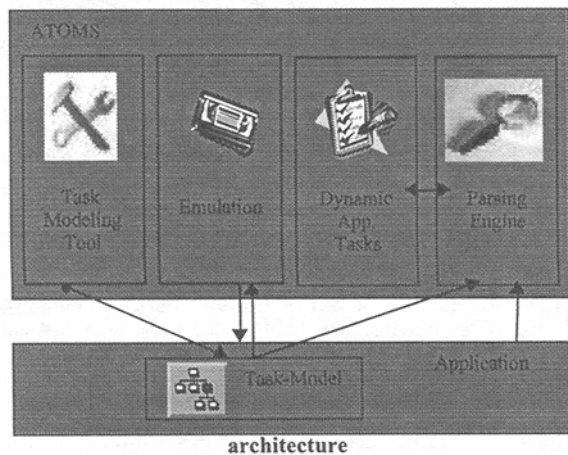 ATOMS
Task
Modeling
Tool
Emulation
Dynamic
App.
Tasks
Parsing
Engine
Task-Model
Application
architecture